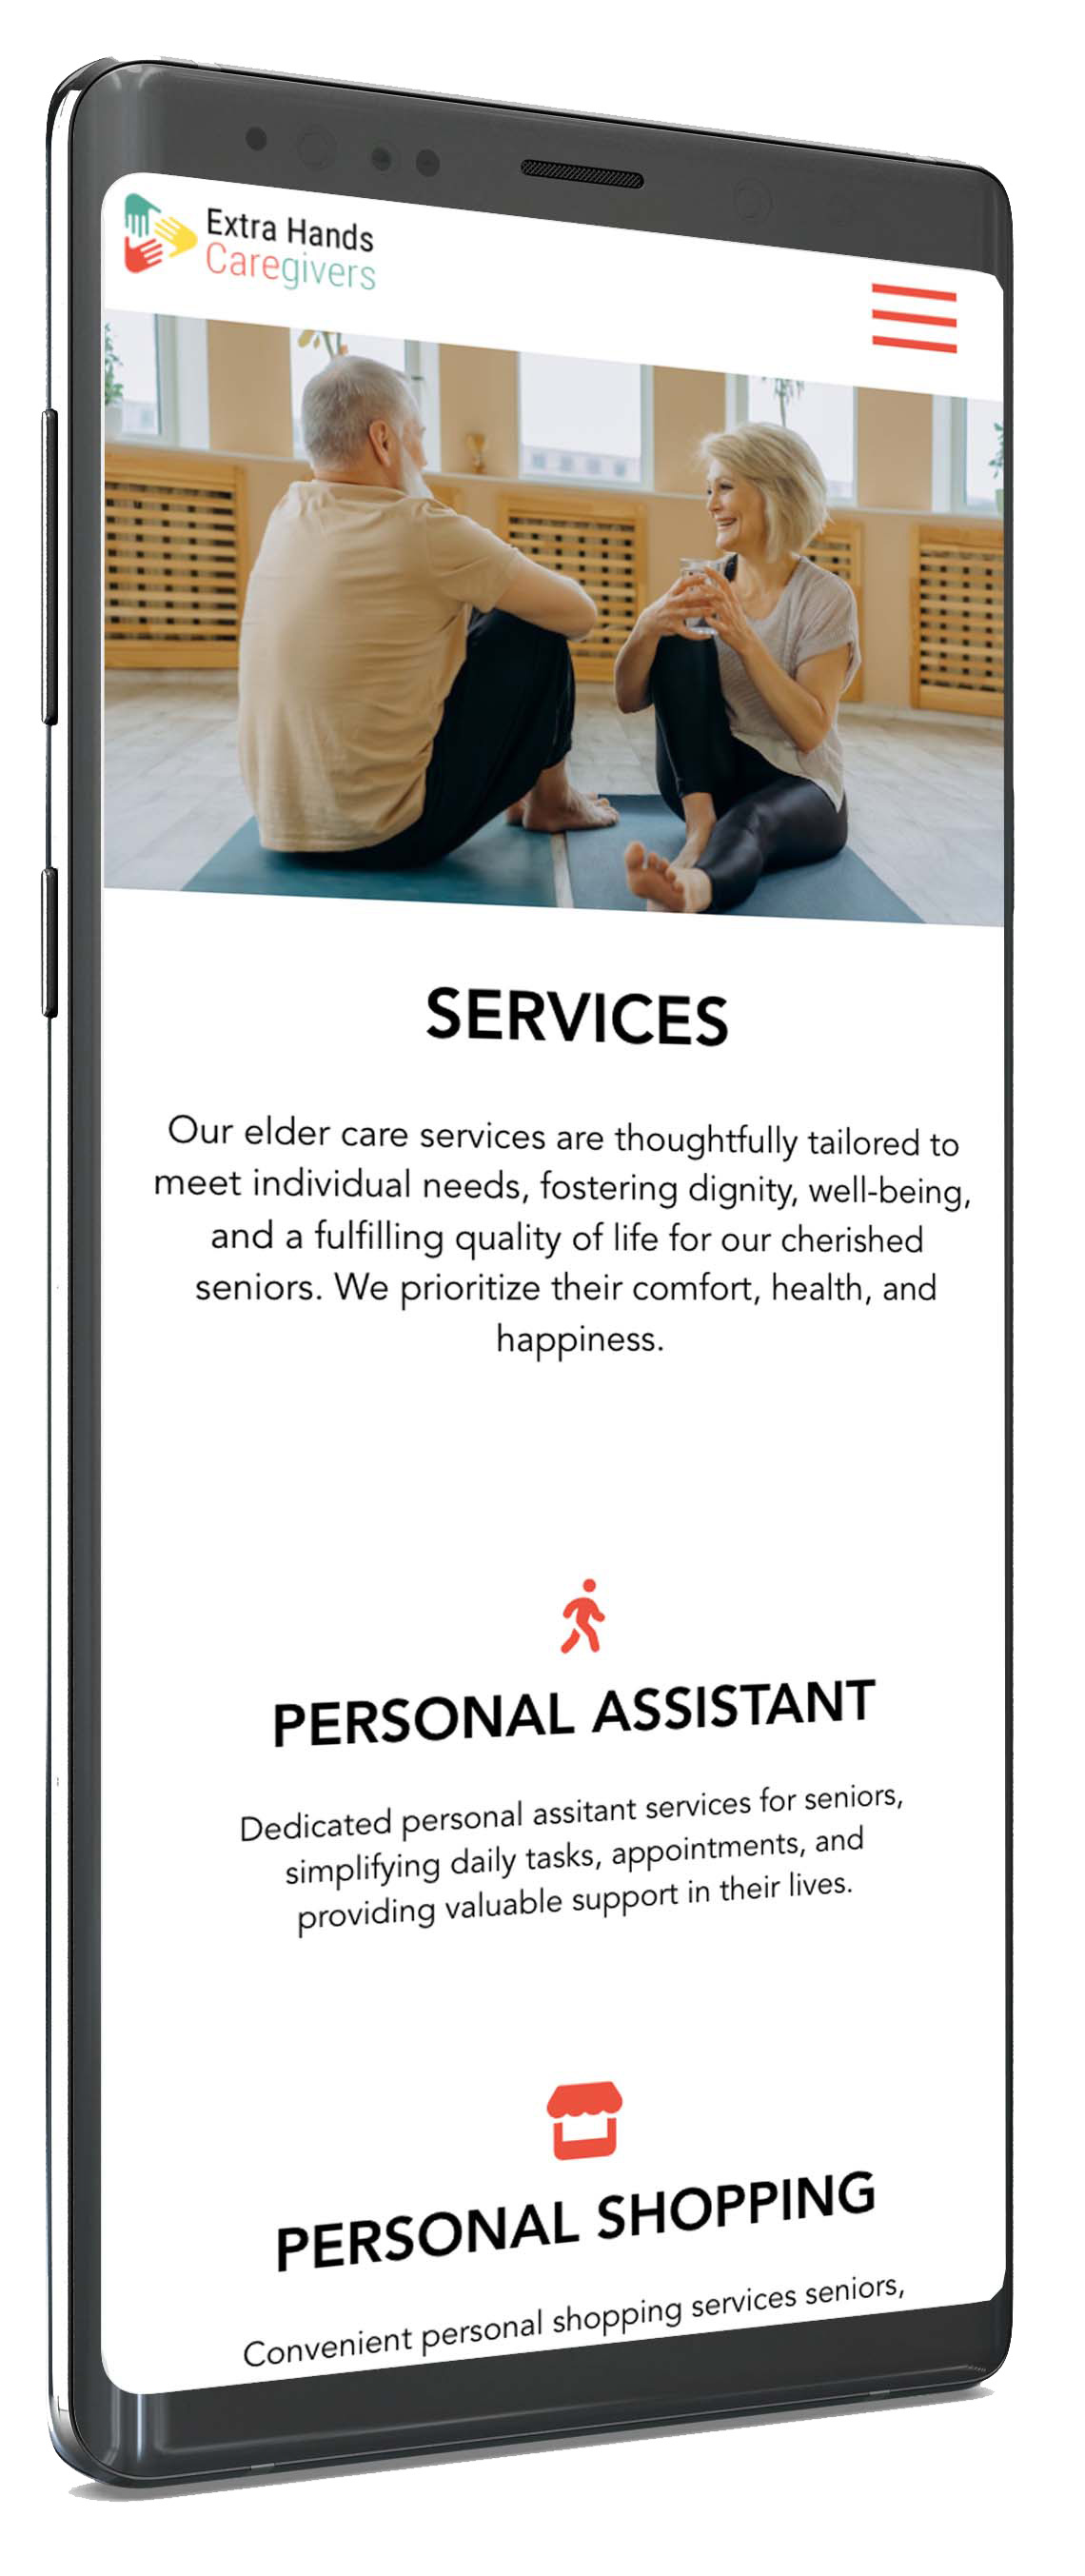 Extra Hands
Caregivers
SERVICES
Our elder care services are thoughtfully tailored to
meet individual needs, fostering dignity, well-being,
and a fulfilling quality of life for our cherished
seniors. We prioritize their comfort, health, and
happiness.
PERSONAL ASSISTANT
Dedicated personal assitant services for seniors,
simplifying daily tasks, appointments, and
providing valuable support in their lives.
PERSONAL SHOPPING
Convenient personal shopping services seniors,